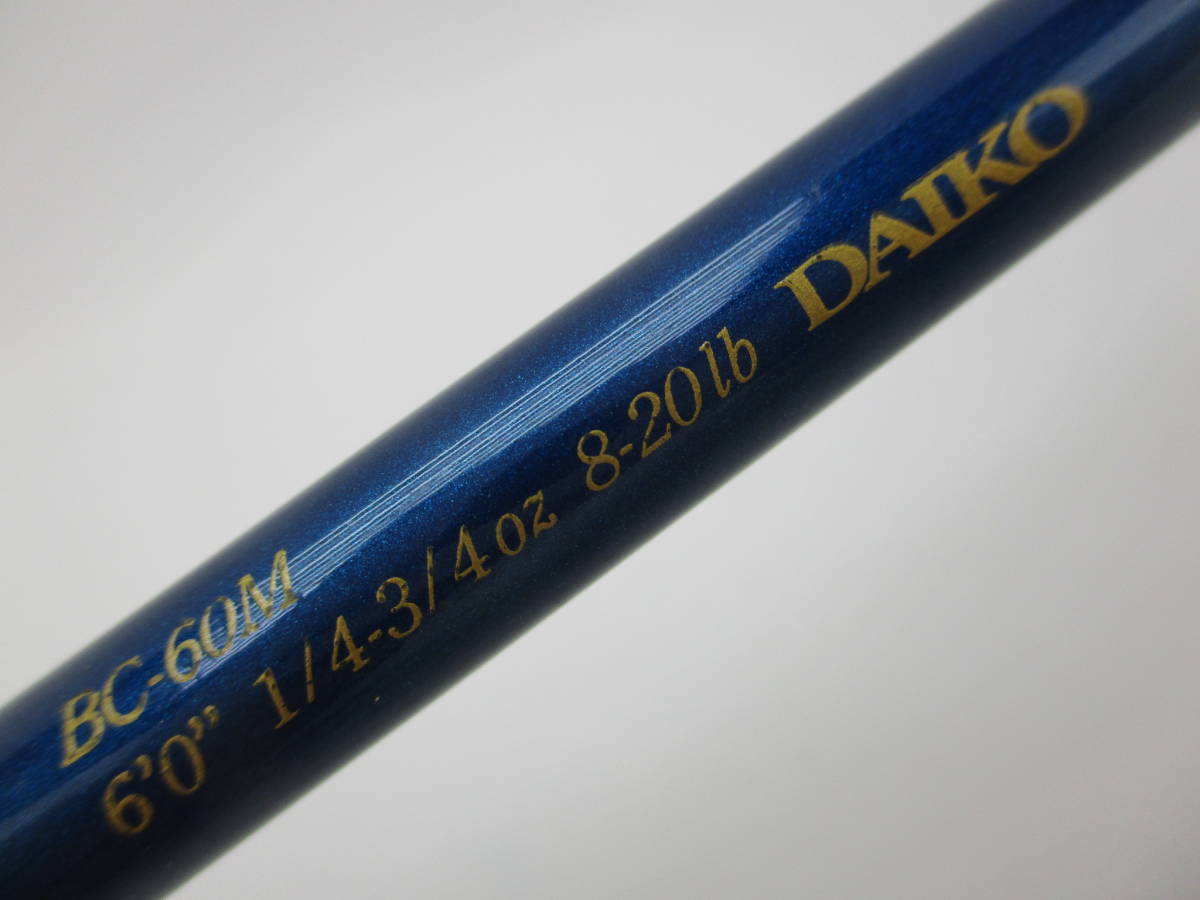 BC-60M
6'0” 1/4-3/4oz 8-20lb DAIKO